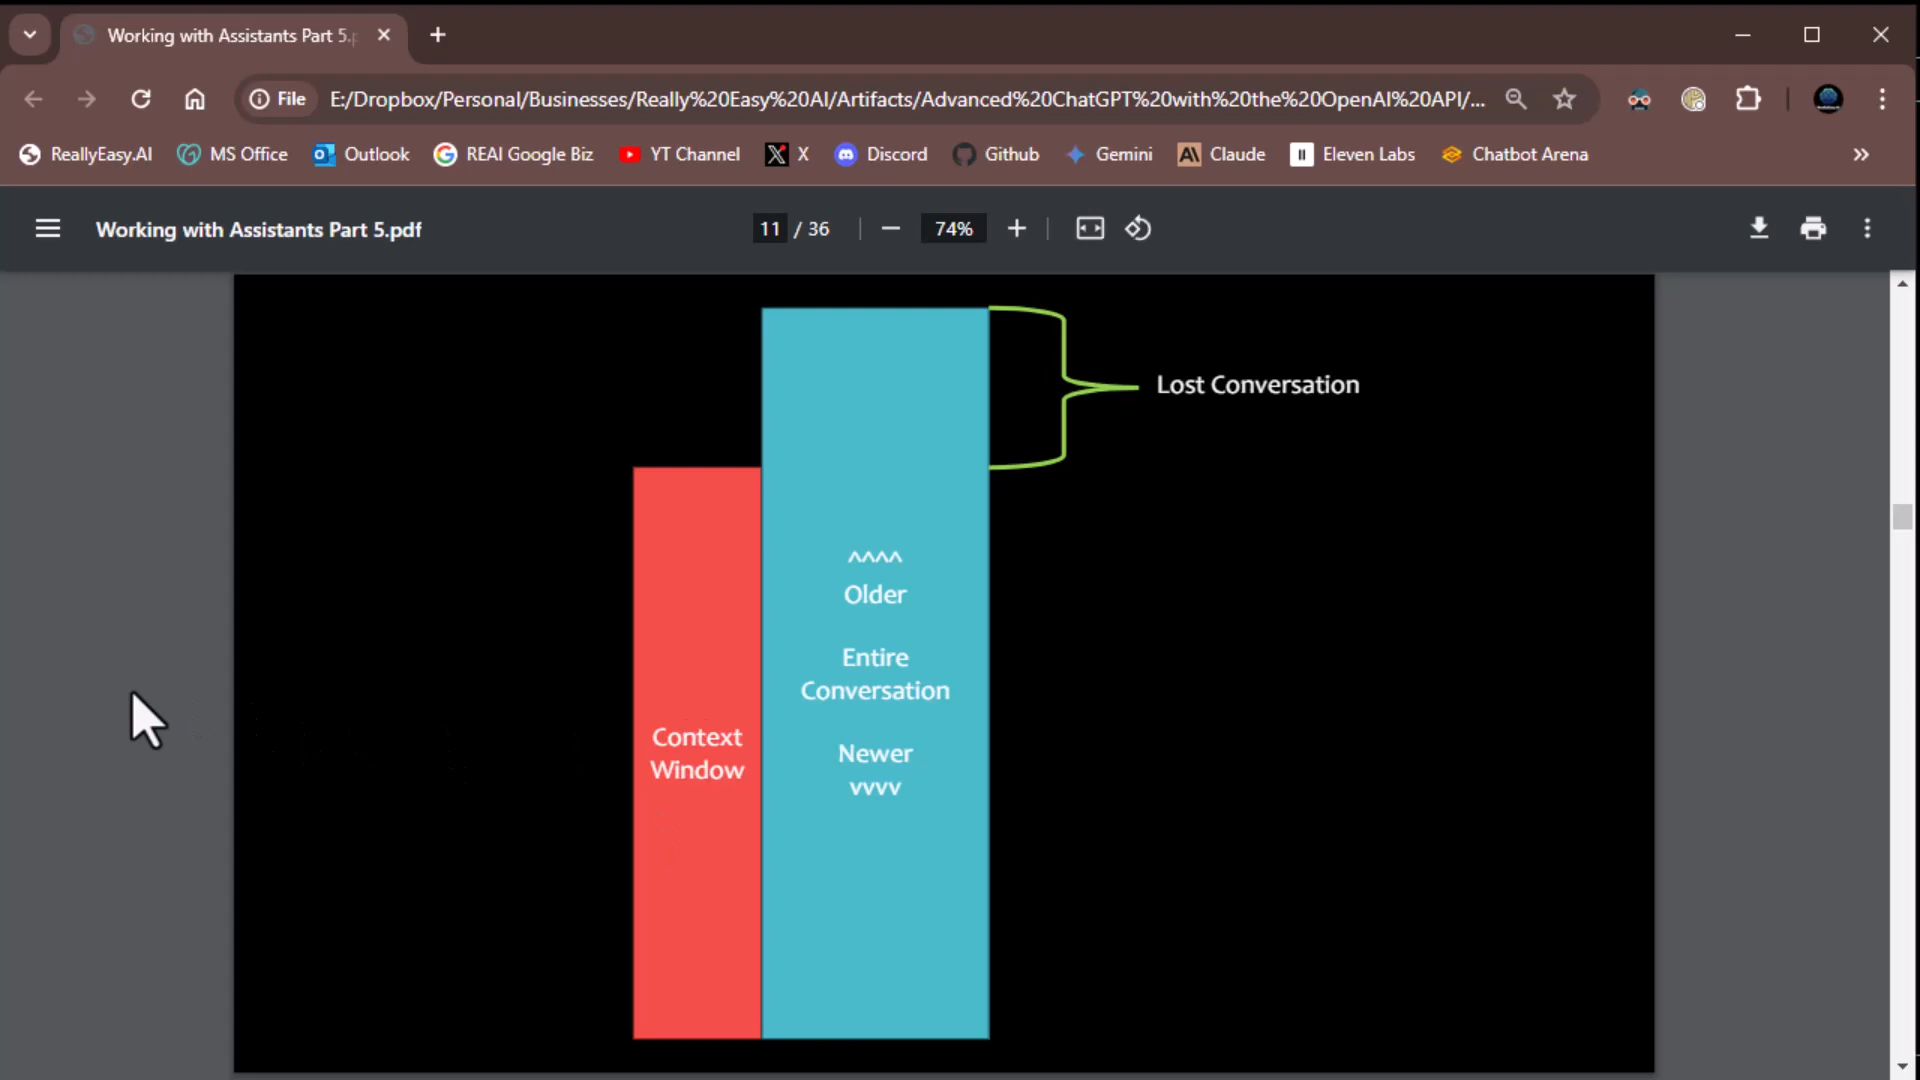 Working with Assistants Part 5.p
File
E:/Dropbox/Personal/Businesses/Really%20Easy%20AI/Artifacts/Advanced%20ChatGPT%20with%20the%20OpenAI%20API/...
ReallyEasy.AI
MS Office
Outlook
REAI Google Biz
YT Channel
X
Discord
Github
Gemini
Claude
Eleven Labs
Chatbot Arena
Working with Assistants Part 5.pdf
11 / 36
74%
Lost Conversation
^^^^
Older
Entire
Conversation
Newer
vvvv
Context
Window